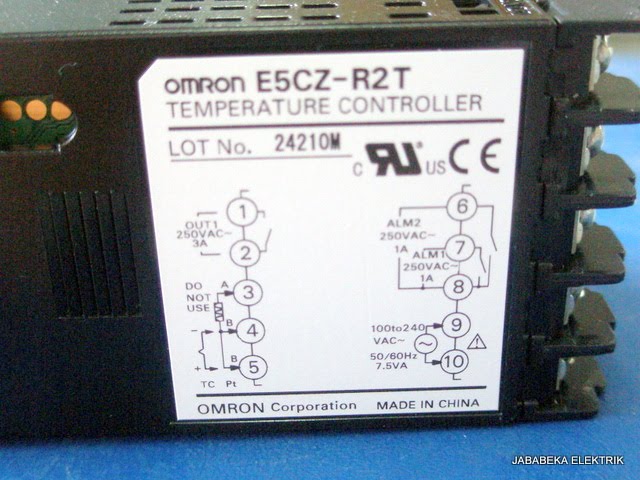 OMRON E5CZ-R2T
TEMPERATURE CONTROLLER
LOT No. 24210M
c RU US CE
OUT1
250VAC~
3A
1
2
DO
NOT
USE
A
3
B
4
B
5
−
+
TC Pt
6
ALM2
250VAC~
1A
7
ALM1
250VAC~
1A
8
9
100to240
VAC~
50/60Hz
7.5VA
10
OMRON Corporation MADE IN CHINA
JABABEKA ELEKTRIK